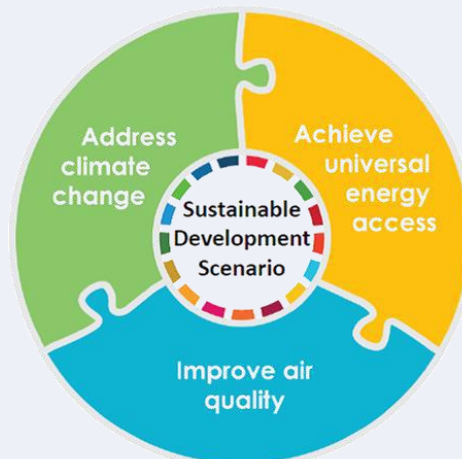 Address
climate
change
Achieve
universal
energy
access
Sustainable
Development
Scenario
Improve air
quality